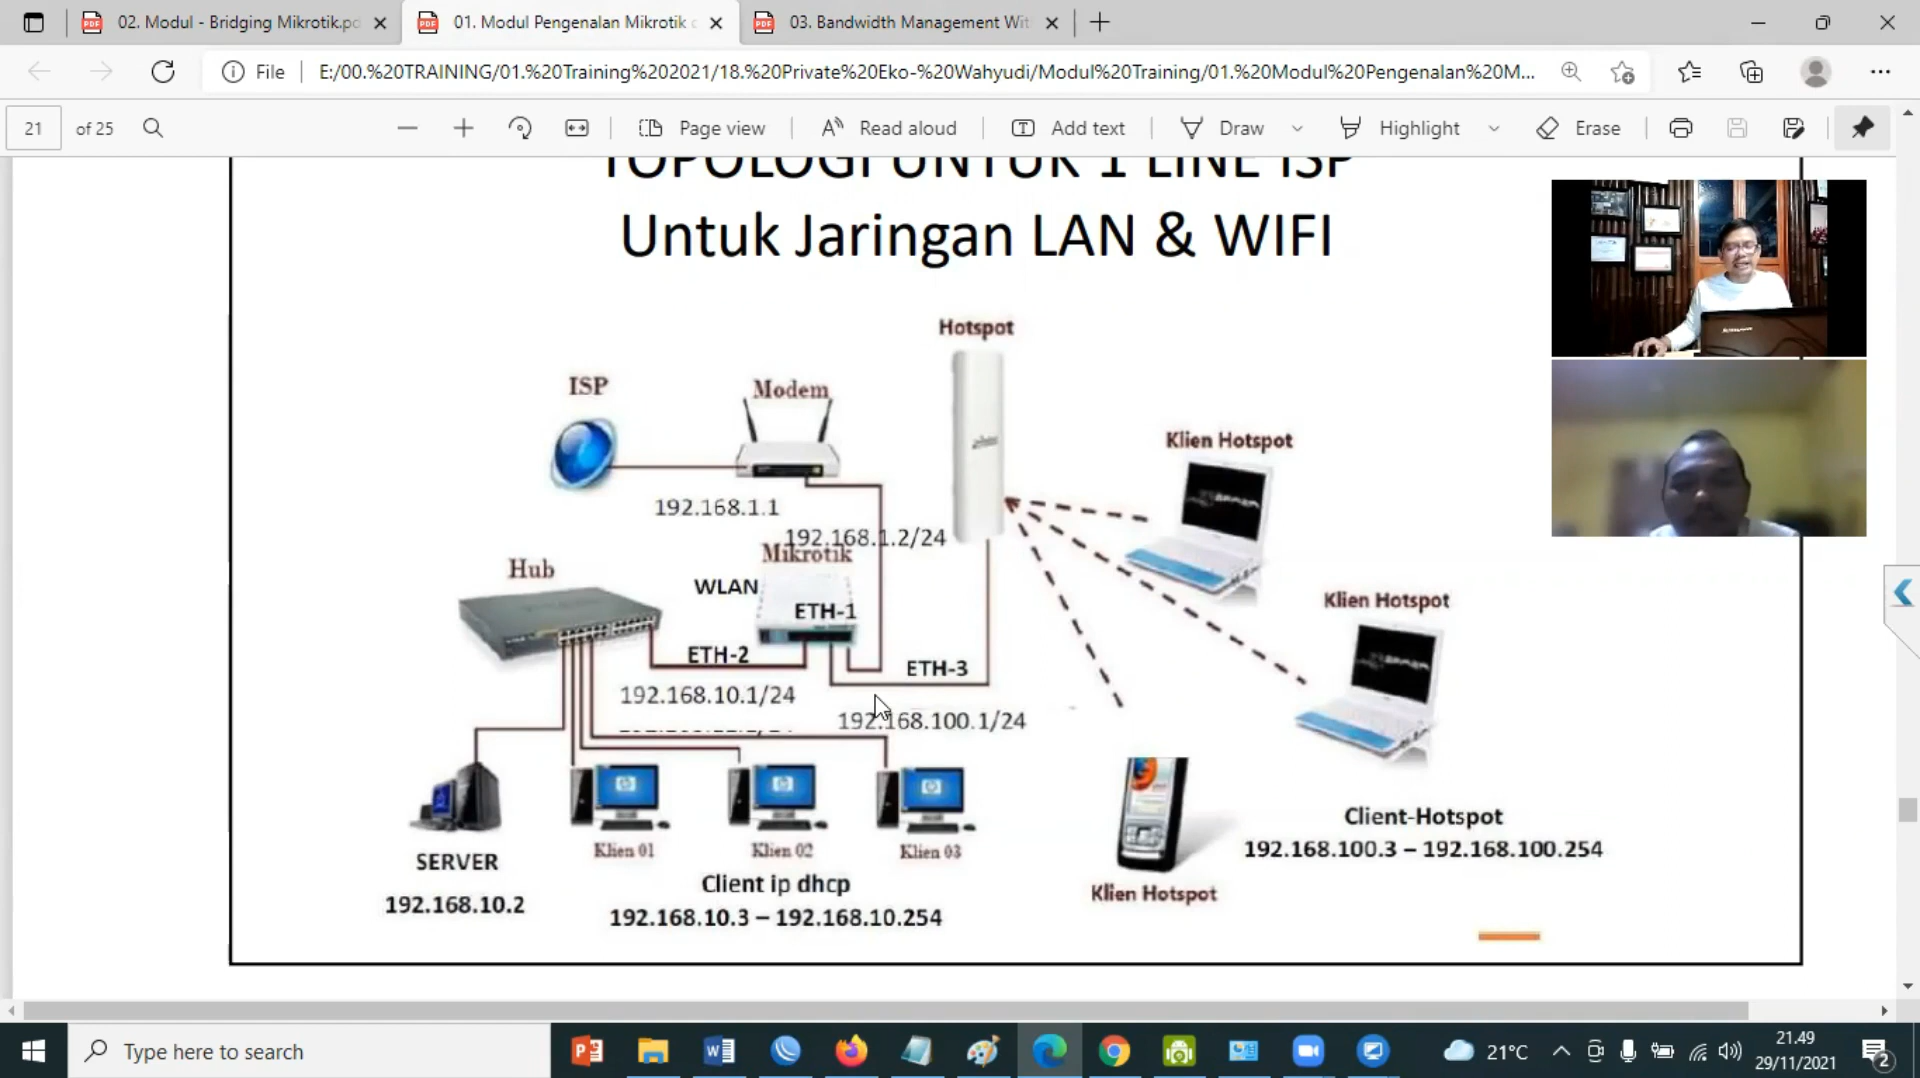 02. Modul - Bridging Mikrotik.pd
01. Modul Pengenalan Mikrotik
03. Bandwidth Management Wit
File
E:/00.%20TRAINING/01.%20Training%202021/18.%20Private%20Eko-%20Wahyudi/Modul%20Training/01.%20Modul%20Pengenalan%20M...
21
of 25
Page view
Read aloud
Add text
Draw
Highlight
Erase
TOPOLOGI UNTUK 1 LINE ISP
Untuk Jaringan LAN & WIFI
Hotspot
ISP
Modem
Klien Hotspot
192.168.1.1
192.168.1.2/24
Mikrotik
Hub
WLAN
ETH-1
Klien Hotspot
ETH-2
ETH-3
192.168.10.1/24
192.168.100.1/24
Klien 01
Klien 02
Klien 03
SERVER
192.168.10.2
Client ip dhcp
192.168.10.3 – 192.168.10.254
Klien Hotspot
Client-Hotspot
192.168.100.3 – 192.168.100.254
Type here to search
21°C
21.49
29/11/2021
2